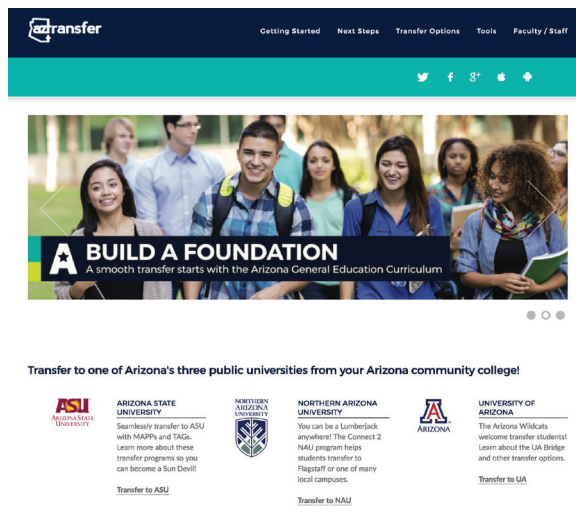 aztransfer
Getting Started Next Steps Transfer Options Tools Faculty / Staff
A BUILD A FOUNDATION
A smooth transfer starts with the Arizona General Education Curriculum
Transfer to one of Arizona's three public universities from your Arizona community college!
ASU
ARIZONA STATE
UNIVERSITY
ARIZONA STATE
UNIVERSITY
Seamlessly transfer to ASU
with MAPPs and TAGs.
Learn more about these
transfer programs so you
can become a Sun Devil!
Transfer to ASU
NORTHERN
ARIZONA
UNIVERSITY
NORTHERN ARIZONA
UNIVERSITY
You can be a Lumberjack
anywhere! The Connect 2
NAU program helps
students transfer to
Flagstaff or one of many
local campuses.
Transfer to NAU
A
ARIZONA
UNIVERSITY OF
ARIZONA
The Arizona Wildcats
welcome transfer students!
Learn about the UA Bridge
and other transfer options.
Transfer to UA